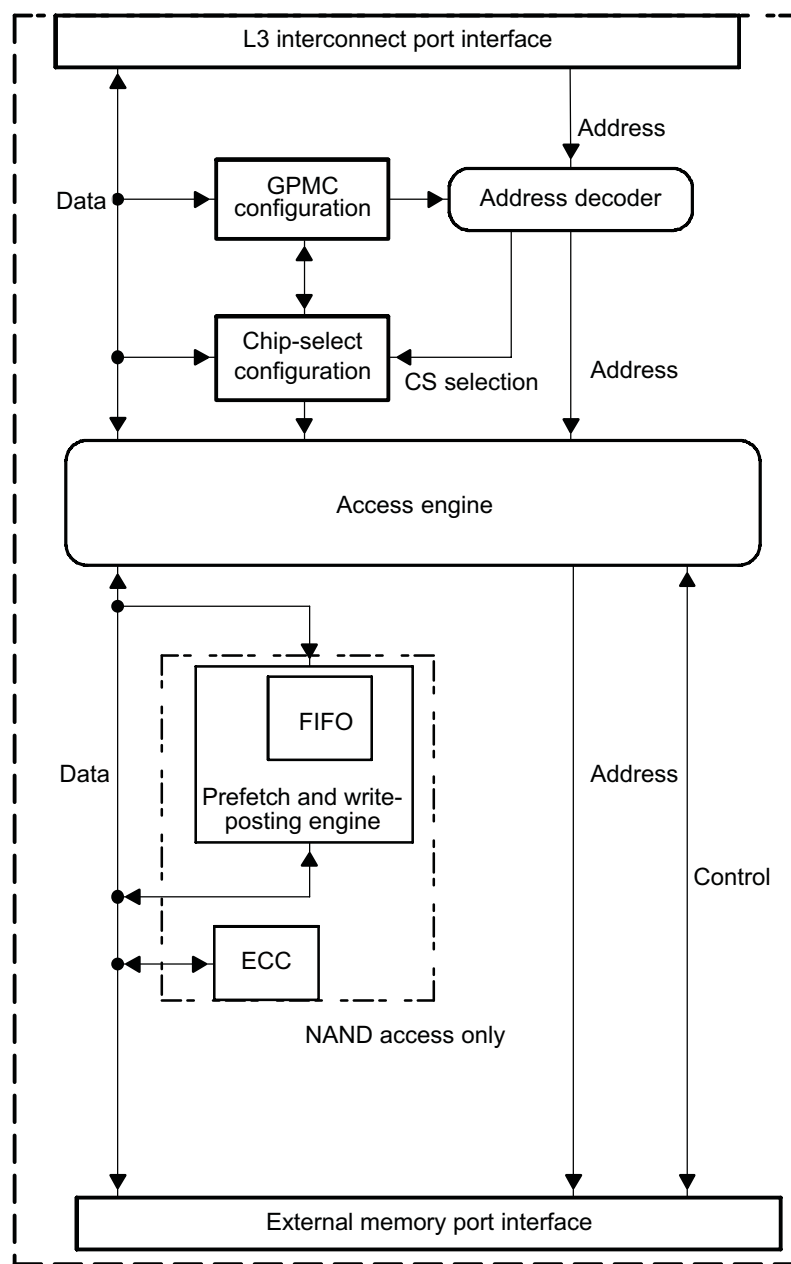 L3 interconnect port interface
Address
GPMC
configuration
Address decoder
Data
Chip-select
configuration
CS selection
Address
Access engine
FIFO
Data
Prefetch and write-
posting engine
Address
Control
ECC
NAND access only
External memory port interface